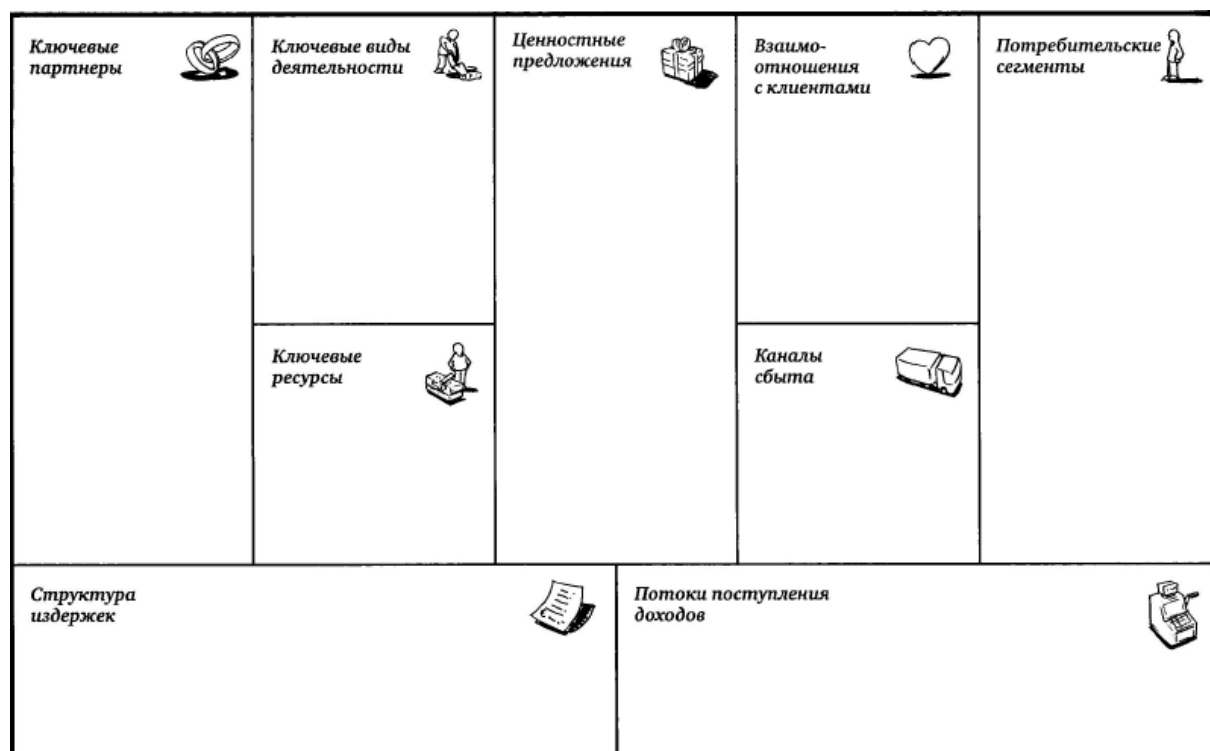 Ключевые
партнеры
Ключевые виды
деятельности
Ценностные
предложения
Взаимо-
отношения
с клиентами
Потребительские
сегменты
Ключевые
ресурсы
Каналы
сбыта
Структура
издержек
Потоки поступления
доходов